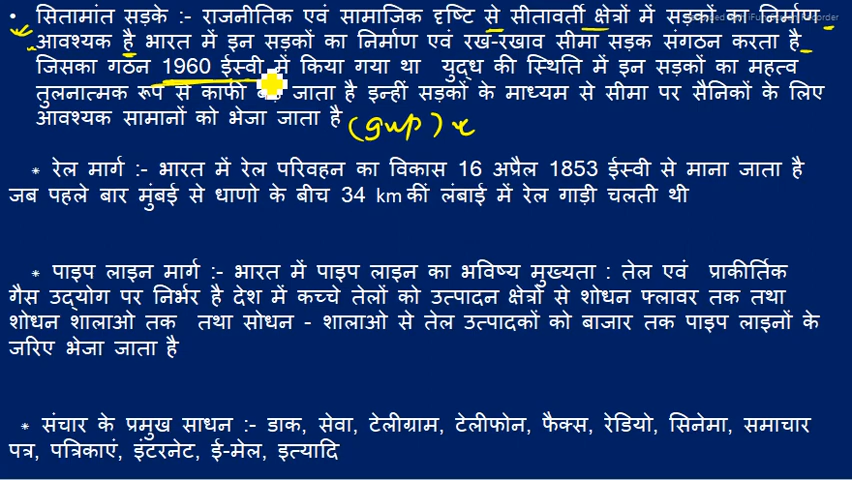 • सितामांत सड़के :- राजनीतिक एवं सामाजिक दृष्टि से सीतावर्ती क्षेत्रों में सड़कों का निर्माण
आवश्यक है भारत में इन सड़कों का निर्माण एवं रख-रखाव सीमा सड़क संगठन करता है
जिसका गठन 1960 ईस्वी में किया गया था युद्ध की स्थिति में इन सड़कों का महत्व
तुलनात्मक रूप से काफी जाता है इन्हीं सड़कों के माध्यम से सीमा पर सैनिकों के लिए
आवश्यक सामानों को भेजा जाता है
* रेल मार्ग :- भारत में रेल परिवहन का विकास 16 अप्रैल 1853 ईस्वी से माना जाता है
जब पहले बार मुंबई से धाणो के बीच 34 km कीं लंबाई में रेल गाड़ी चलती थी
* पाइप लाइन मार्ग :- भारत में पाइप लाइन का भविष्य मुख्यता : तेल एवं प्राकीर्तिक
गैस उद्योग पर निर्भर है देश में कच्चे तेलों को उत्पादन क्षेत्रों से शोधन फ्लावर तक तथा
शोधन शालाओ तक तथा सोधन - शालाओ से तेल उत्पादकों को बाजार तक पाइप लाइनों के
जरिए भेजा जाता है
* संचार के प्रमुख साधन :- डाक, सेवा, टेलीग्राम, टेलीफोन, फैक्स, रेडियो, सिनेमा, समाचार
पत्र, पत्रिकाएं, इंटरनेट, ई-मेल, इत्यादि